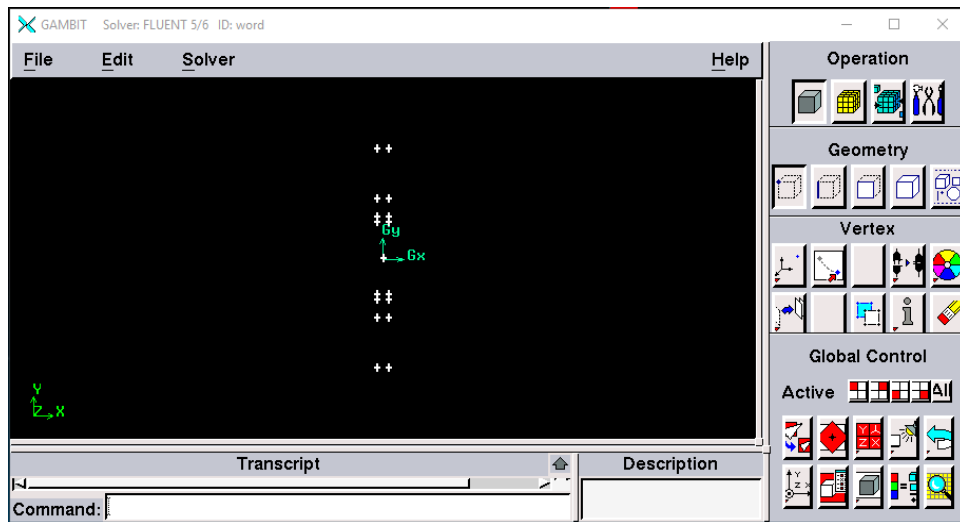 GAMBIT Solver: FLUENT 5/6 ID: word
File Edit Solver Help
Operation
Geometry
Vertex
Gy
Gx
Y
Z X
Global Control
Active All
Y
Z X
Transcript
Description
Command: